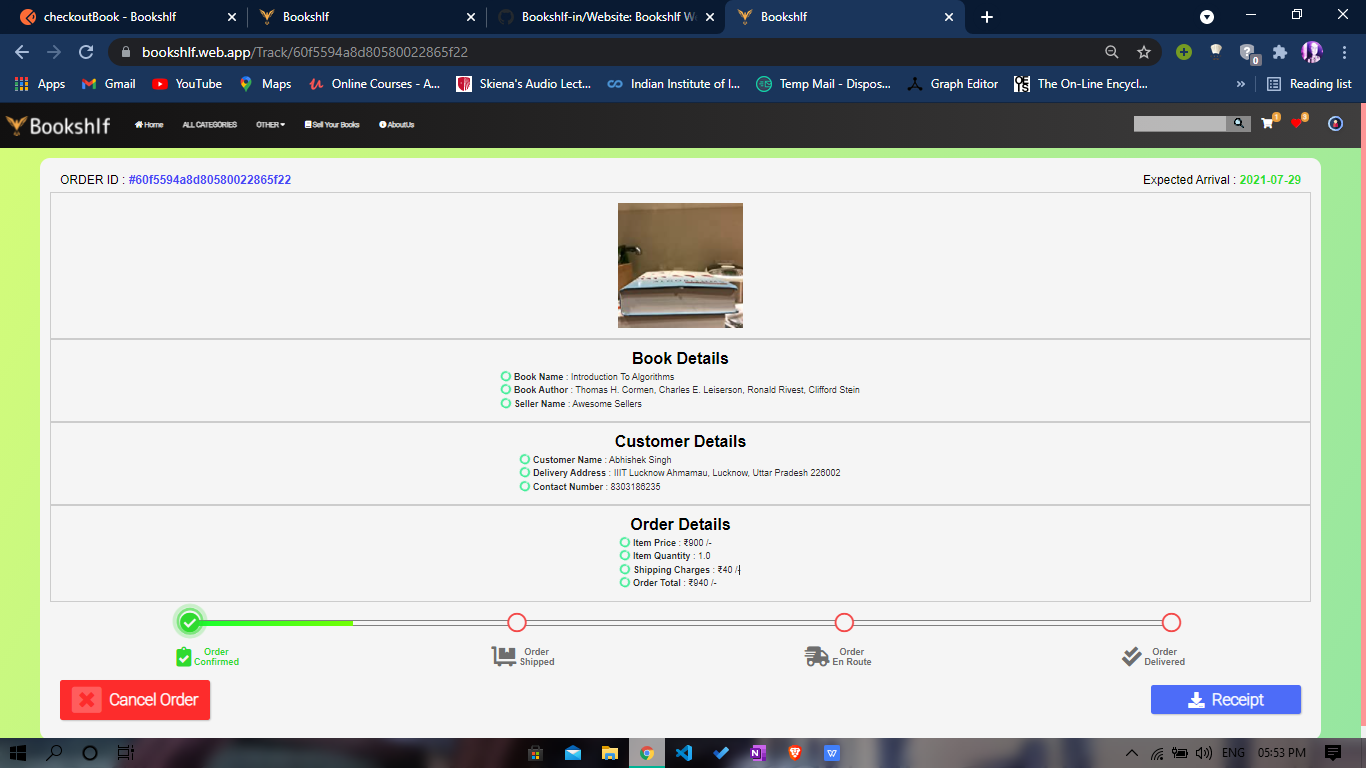 checkoutBook - Bookshlf
Bookshlf
Bookshlf-in/Website: Bookshlf W
Bookshlf
bookshlf.web.app/Track/60f5594a8d80580022865f22
0
Apps
Gmail
YouTube
Maps
Online Courses - A...
Skiena's Audio Lect...
Indian Institute of I...
Temp Mail - Dispos...
Graph Editor
The On-Line Encycl...
»
Reading list
Bookshlf
Home
ALL CATEGORIES
OTHER
Sell Your Books
AboutUs
1
3
ORDER ID : #60f5594a8d80580022865f22
Expected Arrival : 2021-07-29
Book Details
Book Name : Introduction To Algorithms
Book Author : Thomas H. Cormen, Charles E. Leiserson, Ronald Rivest, Clifford Stein
Seller Name : Awesome Sellers
Customer Details
Customer Name : Abhishek Singh
Delivery Address : IIIT Lucknow Ahmamau, Lucknow, Uttar Pradesh 226002
Contact Number : 8303186235
Order Details
Item Price : ₹900 /-
Item Quantity : 1.0
Shipping Charges : ₹40 /-
Order Total : ₹940 /-
Order
Confirmed
Order
Shipped
Order
En Route
Order
Delivered
Cancel Order
Receipt
ENG
05:53 PM